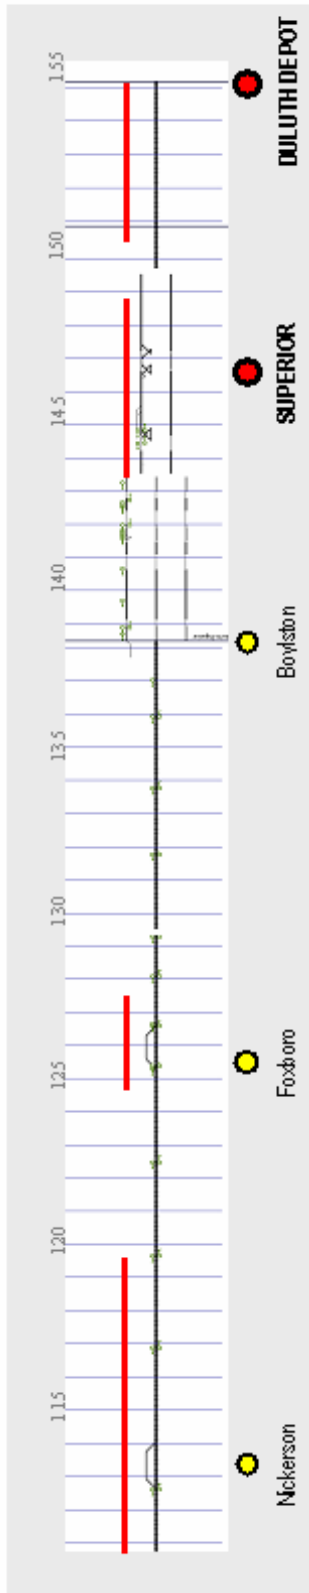 155
150
145
140
135
130
125
120
115
DULUTH DEPOT
SUPERIOR
Boylston
Foxboro
Nickerson